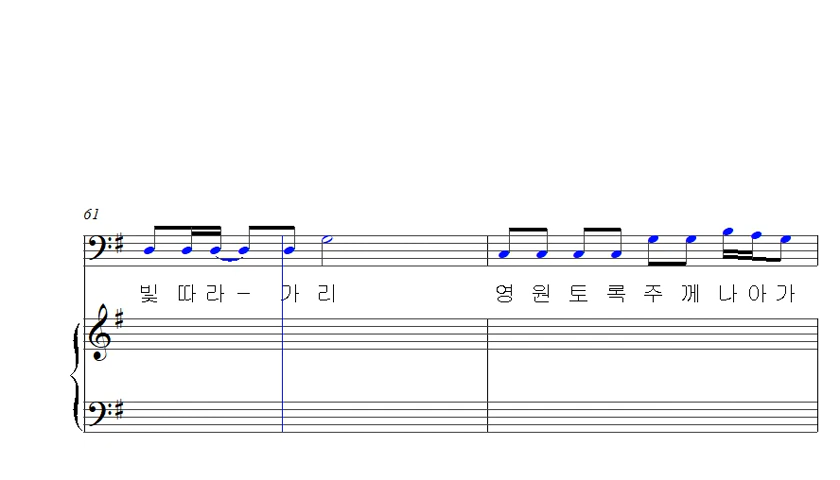 61
빛 따 라 - 가 리 영 원 토 록 주 께 나 아 가